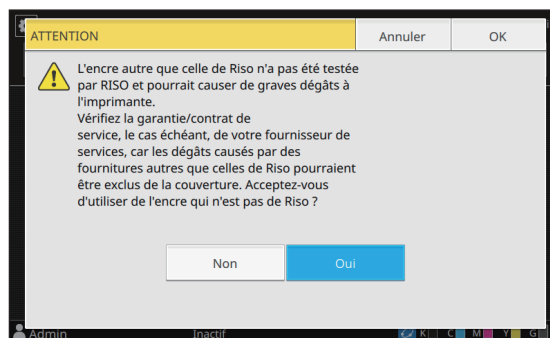 ATTENTION
Annuler
OK
L'encre autre que celle de Riso n'a pas été testée
par RISO et pourrait causer de graves dégâts à
l'imprimante.
Vérifiez la garantie/contrat de
service, le cas échéant, de votre fournisseur de
services, car les dégâts causés par des
fournitures autres que celles de Riso pourraient
être exclus de la couverture. Acceptez-vous
d'utiliser de l'encre qui n'est pas de Riso ?
Non
Oui
Admin
Inactif
K
C
M
Y
G